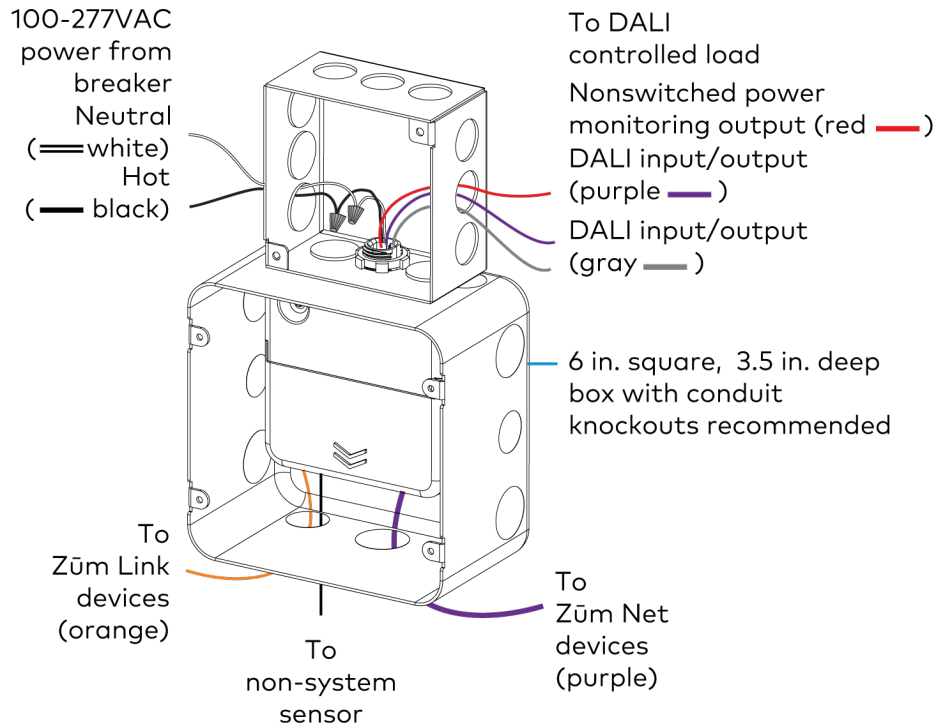 100-277VAC
power from
breaker
Neutral
(white)
Hot
( black)
To DALI
controlled load
Nonswitched power
monitoring output (red )
DALI input/output
(purple )
DALI input/output
(gray )
6 in. square, 3.5 in. deep
box with conduit
knockouts recommended
To
Zūm Link
devices
(orange)
To
non-system
sensor
To
Zūm Net
devices
(purple)